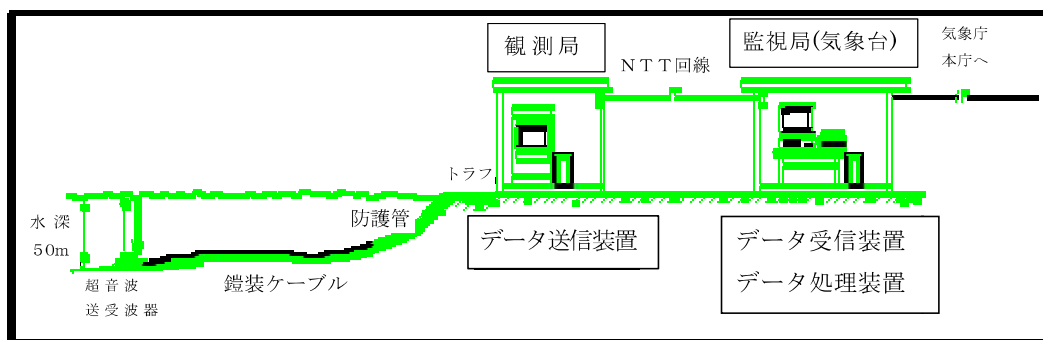 観測局
監視局(気象台)
気象庁
本庁へ
ＮＴＴ回線
トラフ
水深
50m
防護管
データ送信装置
データ受信装置
データ処理装置
鎧装ケーブル
超音波
送受波器